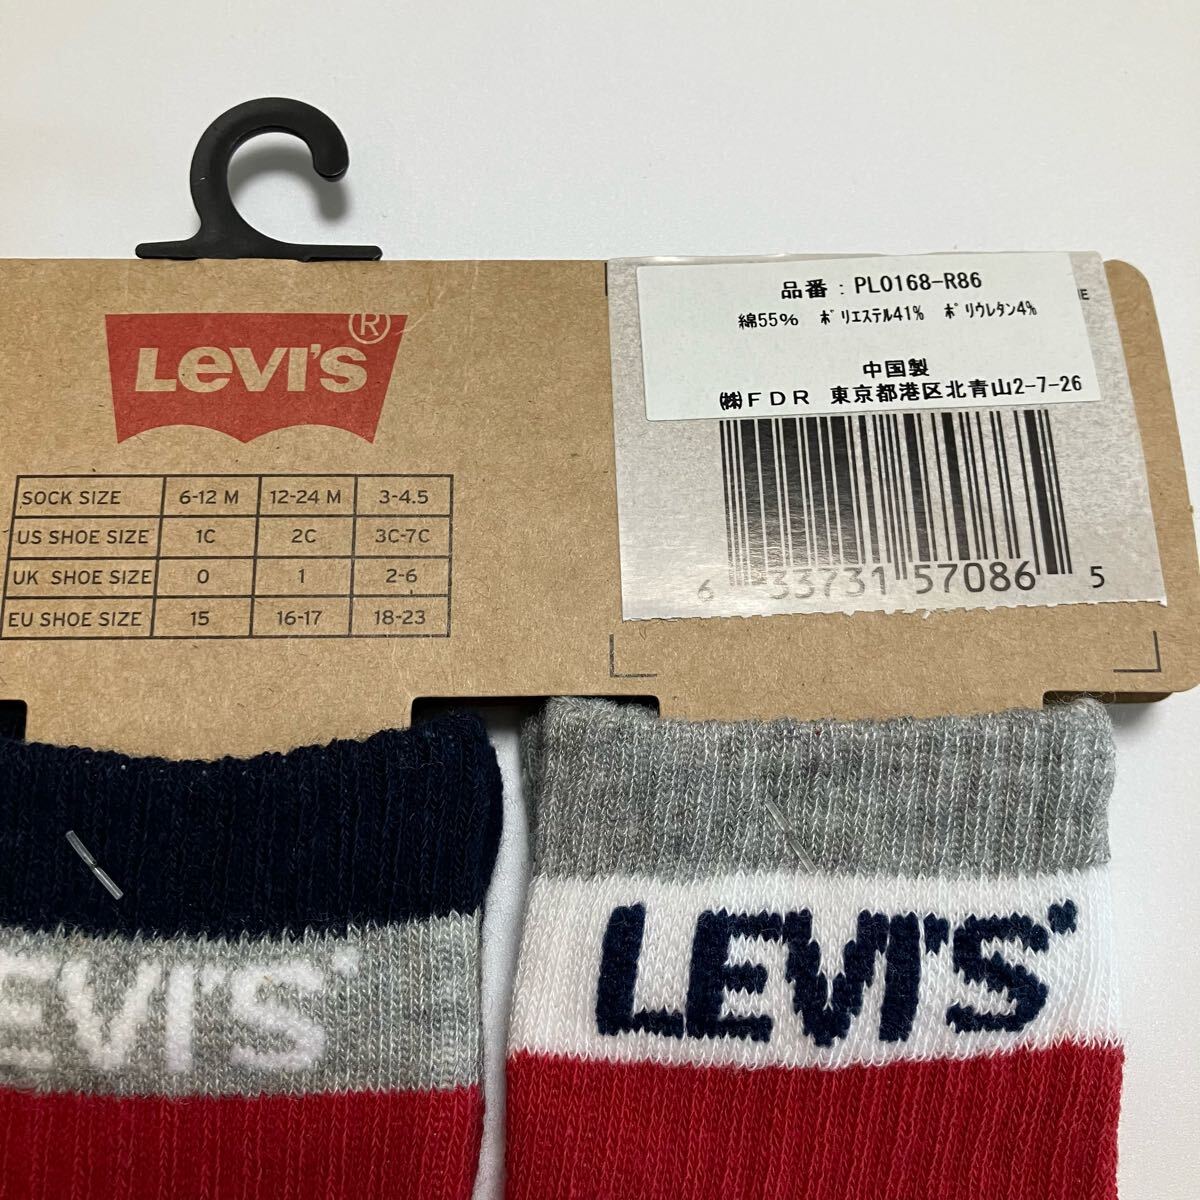 LEVI'S®
SOCK SIZE 6-12 M 12-24 M 3-4.5
US SHOE SIZE 1C 2C 3C-7C
UK SHOE SIZE 0 1 2-6
EU SHOE SIZE 15 16-17 18-23
品番：PL0168-R86
綿55% ﾎﾟﾘｴｽﾃﾙ41% ﾎﾟﾘｳﾚﾀﾝ4%
中国製
㈱ＦＤＲ 東京都港区北青山2-7-26
6 33731 57086 5
EVI'S
LEVI'S